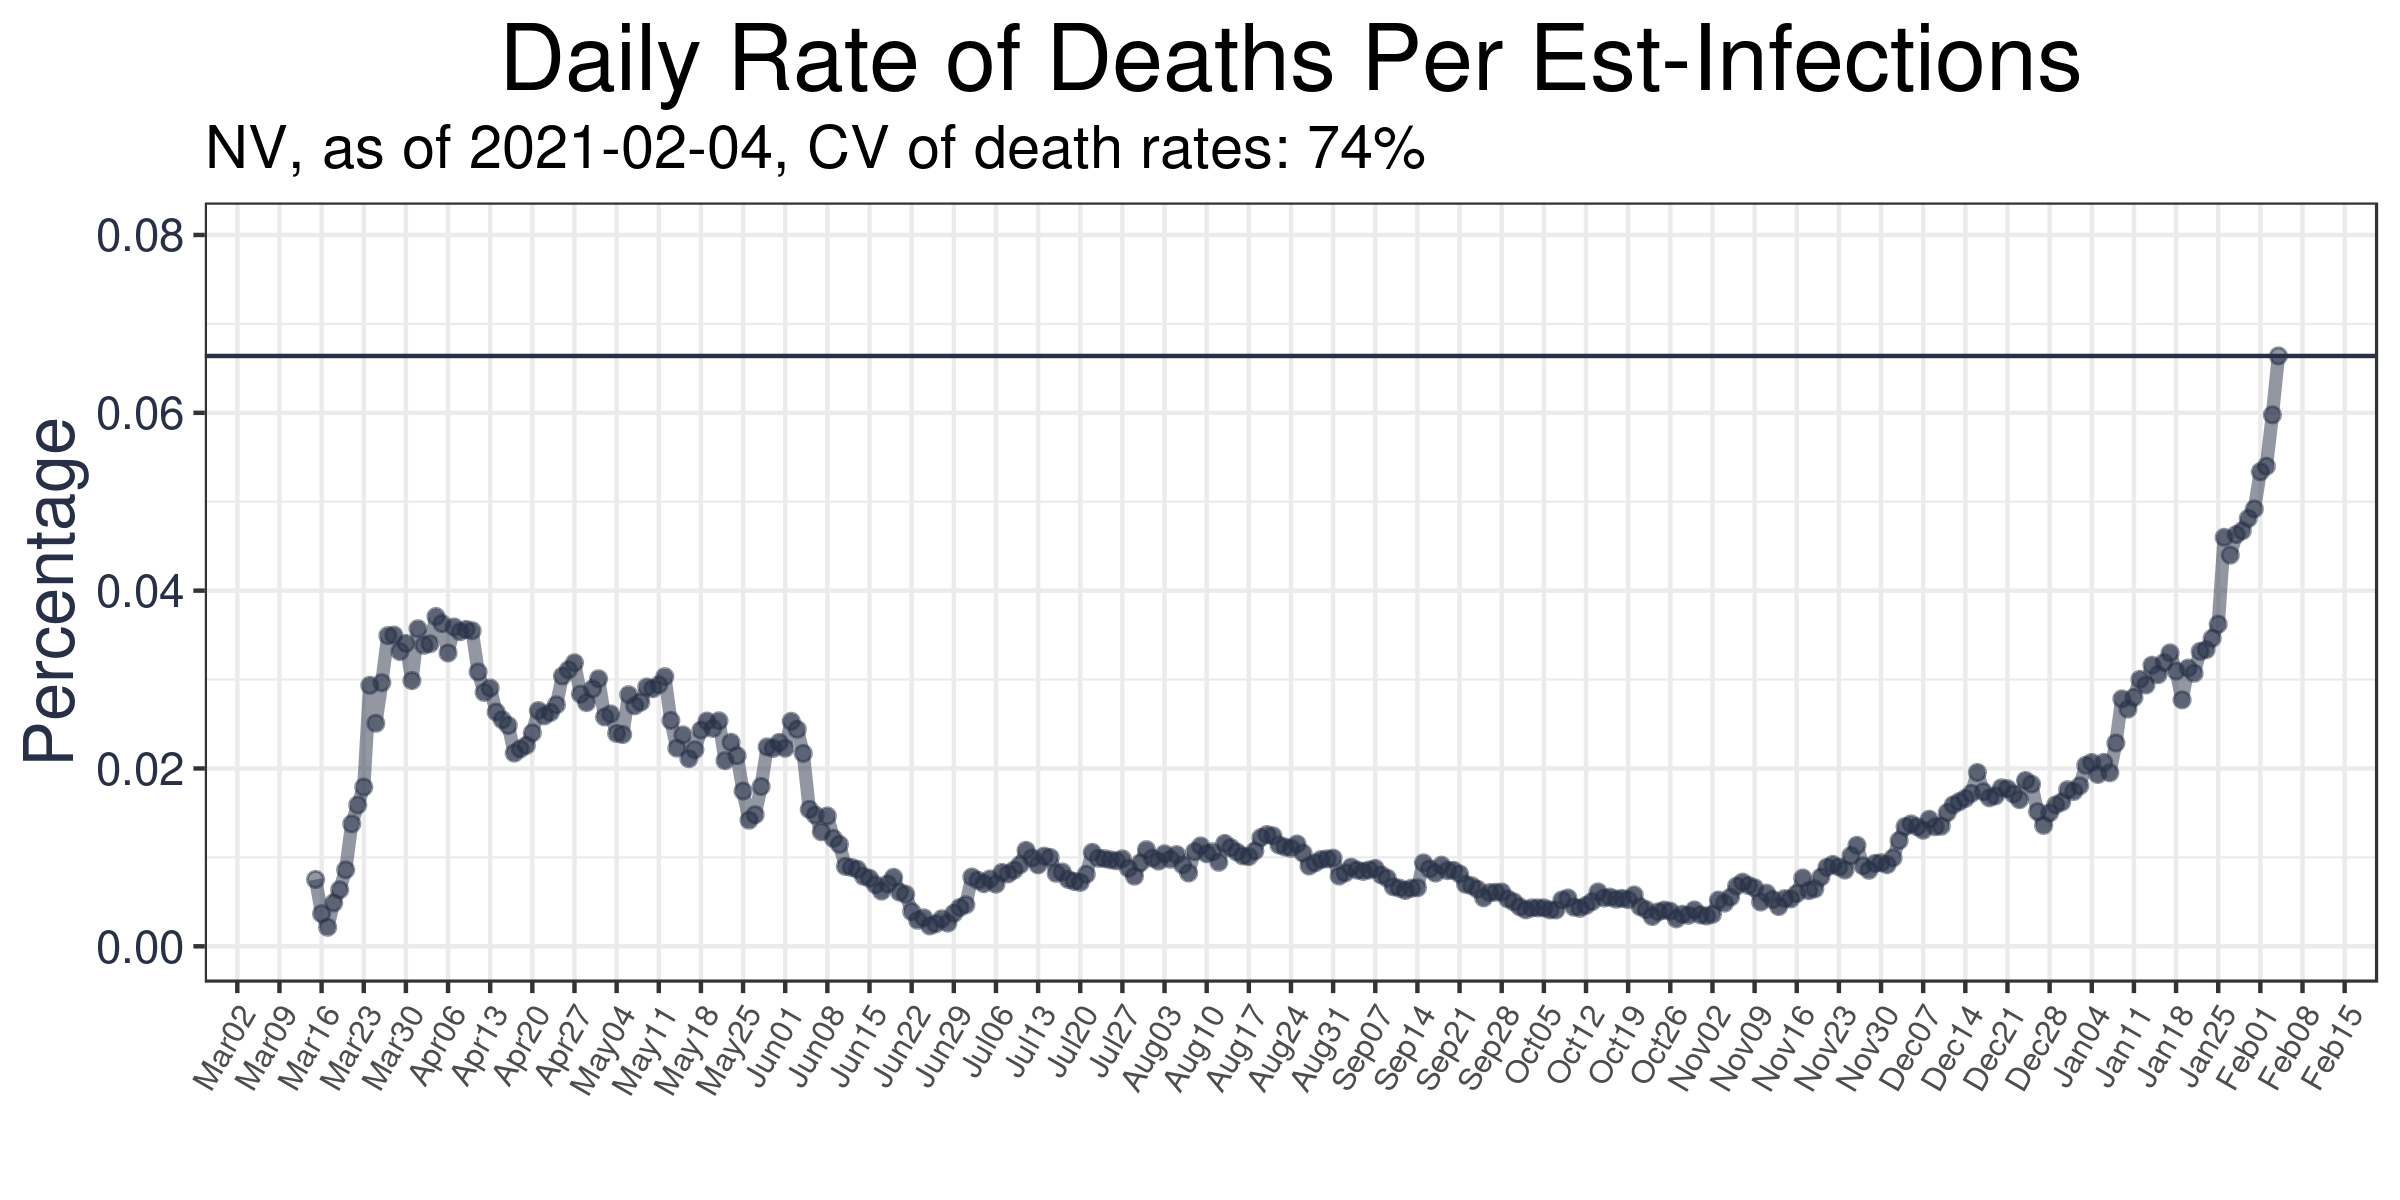 Daily Rate of Deaths Per Est-Infections
NV, as of 2021-02-04, CV of death rates: 74%
Percentage
0.08
0.06
0.04
0.02
0.00
Mar02
Mar09
Mar16
Mar23
Mar30
Apr06
Apr13
Apr20
Apr27
May04
May11
May18
May25
Jun01
Jun08
Jun15
Jun22
Jun29
Jul06
Jul13
Jul20
Jul27
Aug03
Aug10
Aug17
Aug24
Aug31
Sep07
Sep14
Sep21
Sep28
Oct05
Oct12
Oct19
Oct26
Nov02
Nov09
Nov16
Nov23
Nov30
Dec07
Dec14
Dec21
Dec28
Jan04
Jan11
Jan18
Jan25
Feb01
Feb08
Feb15